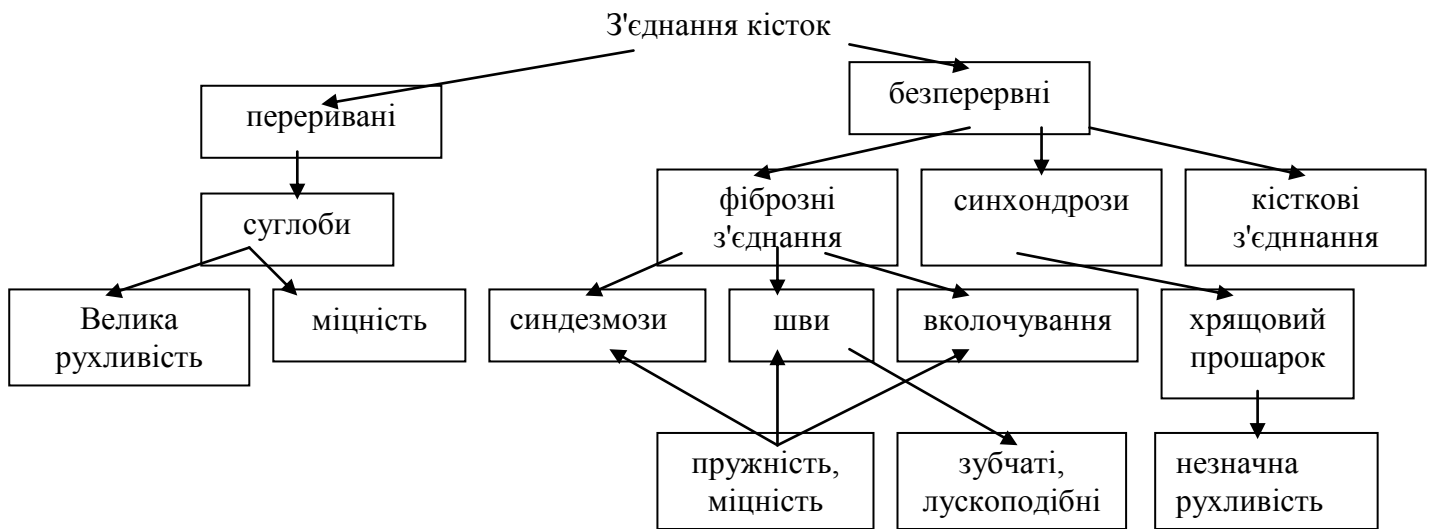 З'єднання кісток
переривані
безперервні
суглоби
фіброзні
з'єднання
синхондрози
кісткові
з'єдннання
Велика
рухливість
міцність
синдезмози
шви
вколочування
хрящовий
прошарок
пружність,
міцність
зубчаті,
лускоподібні
незначна
рухливість